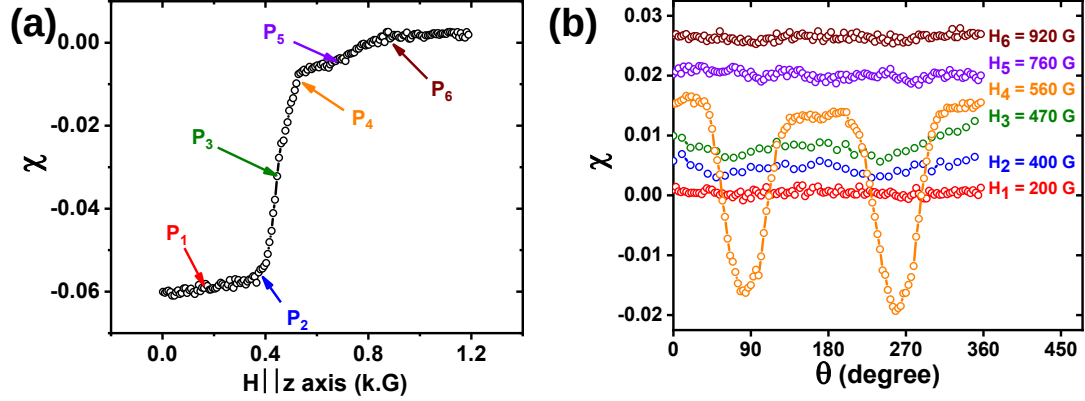 (a)
0.00
-0.02
-0.04
-0.06
χ
P1
P2
P3
P4
P5
P6
0.0 0.4 0.8 1.2
H||z axis (k.G)
(b)
0.03
0.02
0.01
0.00
-0.01
-0.02
χ
H6 = 920 G
H5 = 760 G
H4 = 560 G
H3 = 470 G
H2 = 400 G
H1 = 200 G
0 90 180 270 360 450
θ (degree)